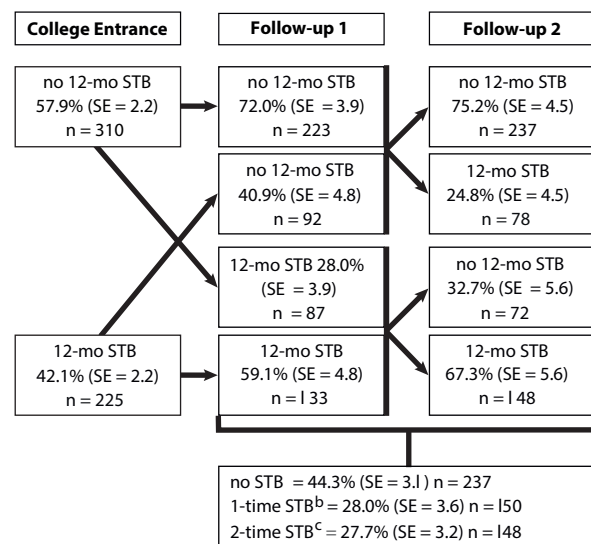 College Entrance
Follow-up 1
Follow-up 2
no 12-mo STB
57.9% (SE = 2.2)
n = 310
no 12-mo STB
72.0% (SE = 3.9)
n = 223
no 12-mo STB
75.2% (SE = 4.5)
n = 237
no 12-mo STB
40.9% (SE = 4.8)
n = 92
12-mo STB
24.8% (SE = 4.5)
n = 78
12-mo STB 28.0%
(SE = 3.9)
n = 87
no 12-mo STB
32.7% (SE = 5.6)
n = 72
12-mo STB
42.1% (SE = 2.2)
n = 225
12-mo STB
59.1% (SE = 4.8)
n = l 33
12-mo STB
67.3% (SE = 5.6)
n = l 48
no STB = 44.3% (SE = 3.l ) n = 237
1-time STBᵇ = 28.0% (SE = 3.6) n = l50
2-time STBᶜ = 27.7% (SE = 3.2) n = l48